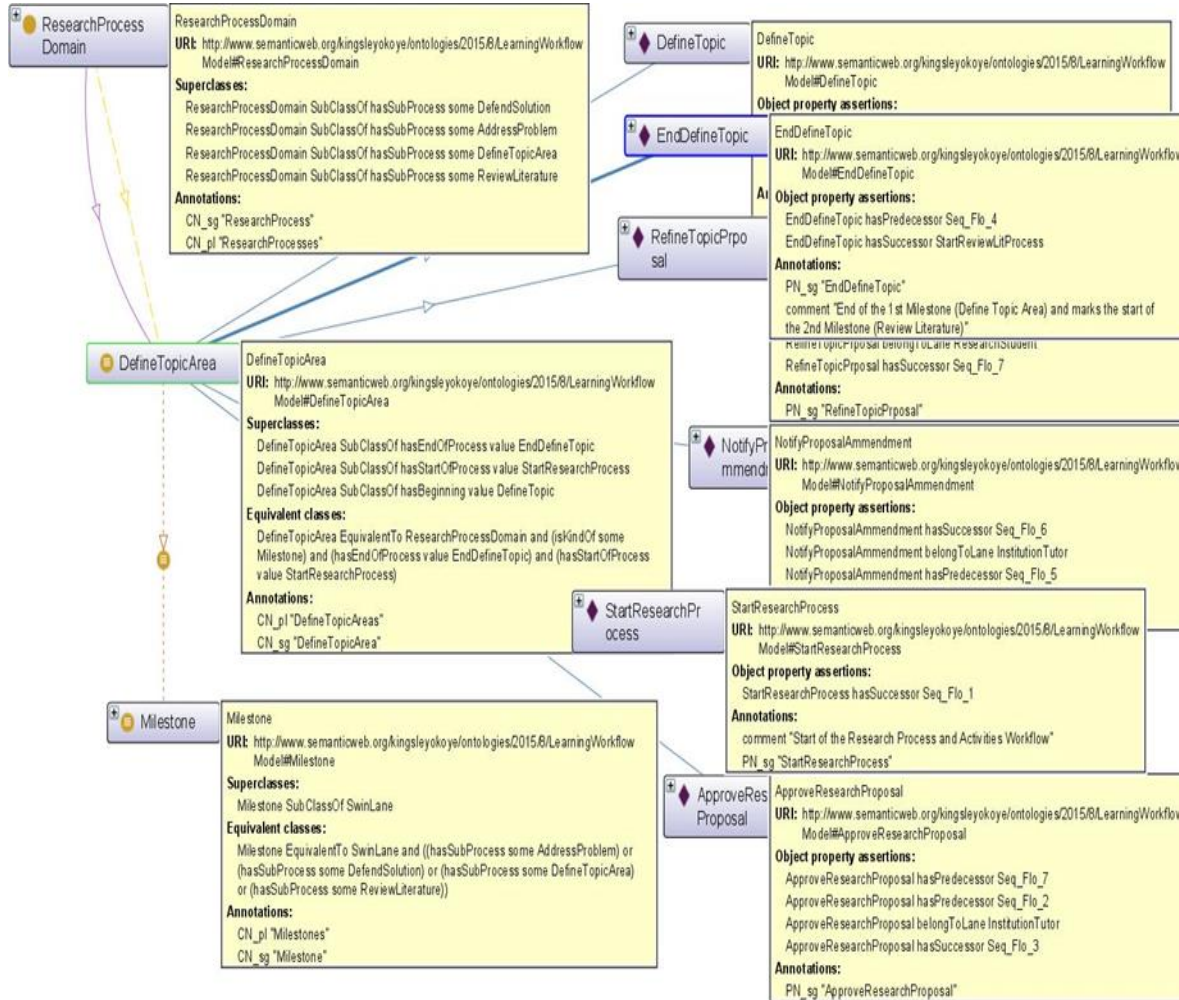 ResearchProcess
Domain
ResearchProcessDomain
URI: http://www.semanticweb.org/kingsleyokoye/ontologies/2015/8/LearningWorkflow
Model#ResearchProcessDomain
Superclasses:
ResearchProcessDomain SubClassOf hasSubProcess some DefendSolution
ResearchProcessDomain SubClassOf hasSubProcess some AddressProblem
ResearchProcessDomain SubClassOf hasSubProcess some DefineTopicArea
ResearchProcessDomain SubClassOf hasSubProcess some ReviewLiterature
Annotations:
CN_sg "ResearchProcess"
CN_pl "ResearchProcesses"
DefineTopic
DefineTopic
URI: http://www.semanticweb.org/kingsleyokoye/ontologies/2015/8/LearningWorkflow
Model#DefineTopic
Object property assertions:
EndDefineTopic
EndDefineTopic
URI: http://www.semanticweb.org/kingsleyokoye/ontologies/2015/8/LearningWorkflow
Model#EndDefineTopic
Object property assertions:
EndDefineTopic hasPredecessor Seq_Flo_4
EndDefineTopic hasSuccessor StartReviewLitProcess
Annotations:
PN_sg "EndDefineTopic"
comment "End of the 1st Milestone (Define Topic Area) and marks the start of
the 2nd Milestone (Review Literature)"
RefineTopicPrpo
sal
RefineTopicPrposal belongToLane ResearchStudent
RefineTopicPrposal hasSuccessor Seq_Flo_7
Annotations:
PN_sg "RefineTopicPrposal"
DefineTopicArea
DefineTopicArea
URI: http://www.semanticweb.org/kingsleyokoye/ontologies/2015/8/LearningWorkflow
Model#DefineTopicArea
Superclasses:
DefineTopicArea SubClassOf hasEndOfProcess value EndDefineTopic
DefineTopicArea SubClassOf hasStartOfProcess value StartResearchProcess
DefineTopicArea SubClassOf hasBeginning value DefineTopic
Equivalent classes:
DefineTopicArea EquivalentTo ResearchProcessDomain and (isKindOf some
Milestone) and (hasEndOfProcess value EndDefineTopic) and (hasStartOfProcess
value StartResearchProcess)
Annotations:
CN_pl "DefineTopicAreas"
CN_sg "DefineTopicArea"
NotifyPr
mmend
NotifyProposalAmmendment
URI: http://www.semanticweb.org/kingsleyokoye/ontologies/2015/8/LearningWorkflow
Model#NotifyProposalAmmendment
Object property assertions:
NotifyProposalAmmendment hasSuccessor Seq_Flo_6
NotifyProposalAmmendment belongToLane InstitutionTutor
NotifyProposalAmmendment hasPredecessor Seq_Flo_5
StartResearchPr
ocess
StartResearchProcess
URI: http://www.semanticweb.org/kingsleyokoye/ontologies/2015/8/LearningWorkflow
Model#StartResearchProcess
Object property assertions:
StartResearchProcess hasSuccessor Seq_Flo_1
Annotations:
comment "Start of the Research Process and Activities Workflow"
PN_sg "StartResearchProcess"
Milestone
Milestone
URI: http://www.semanticweb.org/kingsleyokoye/ontologies/2015/8/LearningWorkflow
Model#Milestone
Superclasses:
Milestone SubClassOf SwinLane
Equivalent classes:
Milestone EquivalentTo SwinLane and ((hasSubProcess some AddressProblem) or
(hasSubProcess some DefendSolution) or (hasSubProcess some DefineTopicArea)
or (hasSubProcess some ReviewLiterature))
Annotations:
CN_pl "Milestones"
CN_sg "Milestone"
ApproveRes
Proposal
ApproveResearchProposal
URI: http://www.semanticweb.org/kingsleyokoye/ontologies/2015/8/LearningWorkflow
Model#ApproveResearchProposal
Object property assertions:
ApproveResearchProposal hasPredecessor Seq_Flo_7
ApproveResearchProposal hasPredecessor Seq_Flo_2
ApproveResearchProposal belongToLane InstitutionTutor
ApproveResearchProposal hasSuccessor Seq_Flo_3
Annotations:
PN_sg "ApproveResearchProposal"